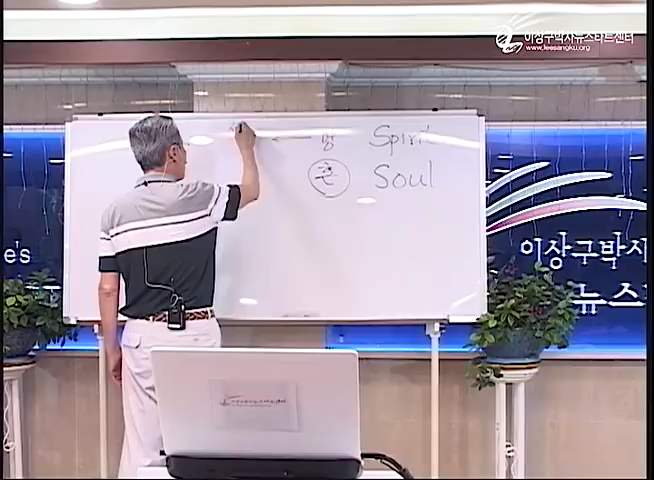 이상구박사뉴스타트센터
www.leesangku.org
영 Spirit
혼 Soul
e's
이상구박사
뉴스